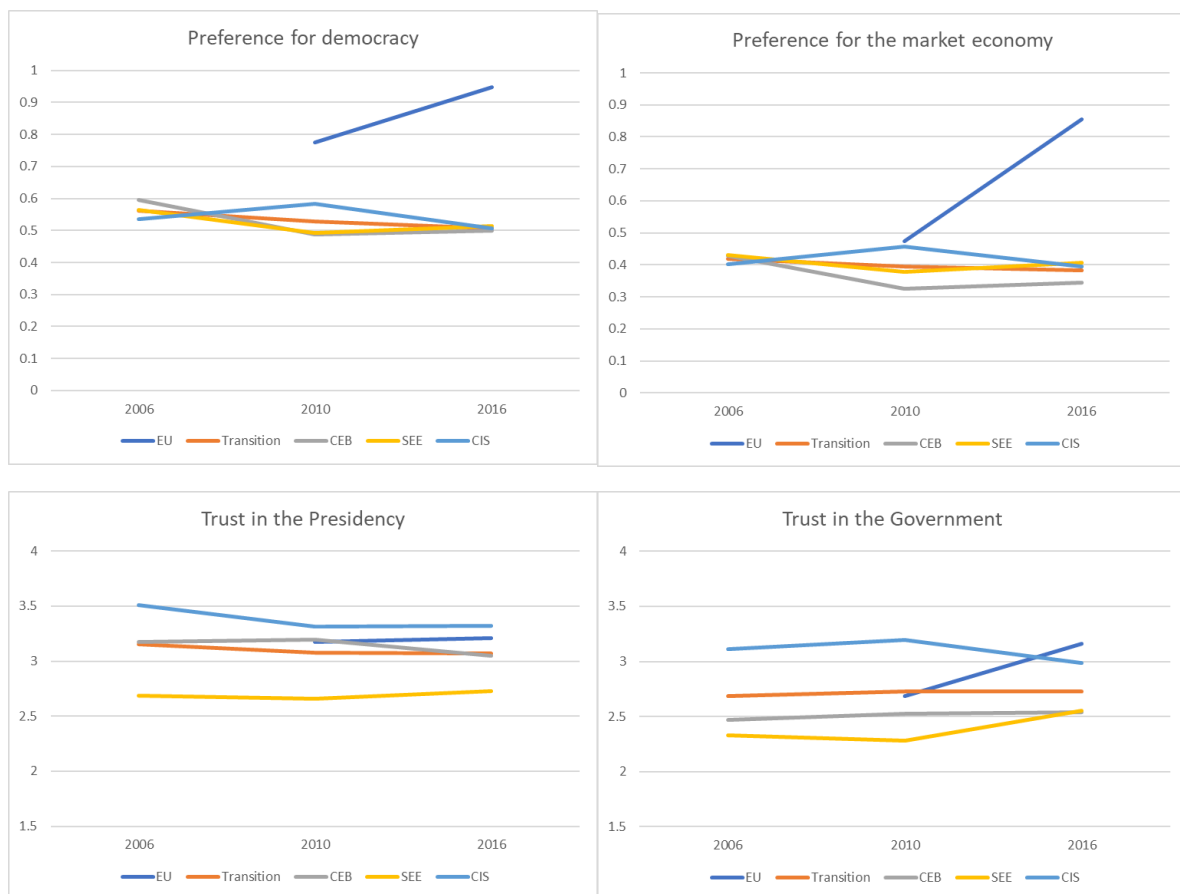 Preference for democracy
1
0.9
0.8
0.7
0.6
0.5
0.4
0.3
0.2
0.1
0
2006 2010 2016
EU Transition CEB SEE CIS
Preference for the market economy
1
0.9
0.8
0.7
0.6
0.5
0.4
0.3
0.2
0.1
0
2006 2010 2016
EU Transition CEB SEE CIS
Trust in the Presidency
4
3.5
3
2.5
2
1.5
2006 2010 2016
EU Transition CEB SEE CIS
Trust in the Government
4
3.5
3
2.5
2
1.5
2006 2010 2016
EU Transition CEB SEE CIS